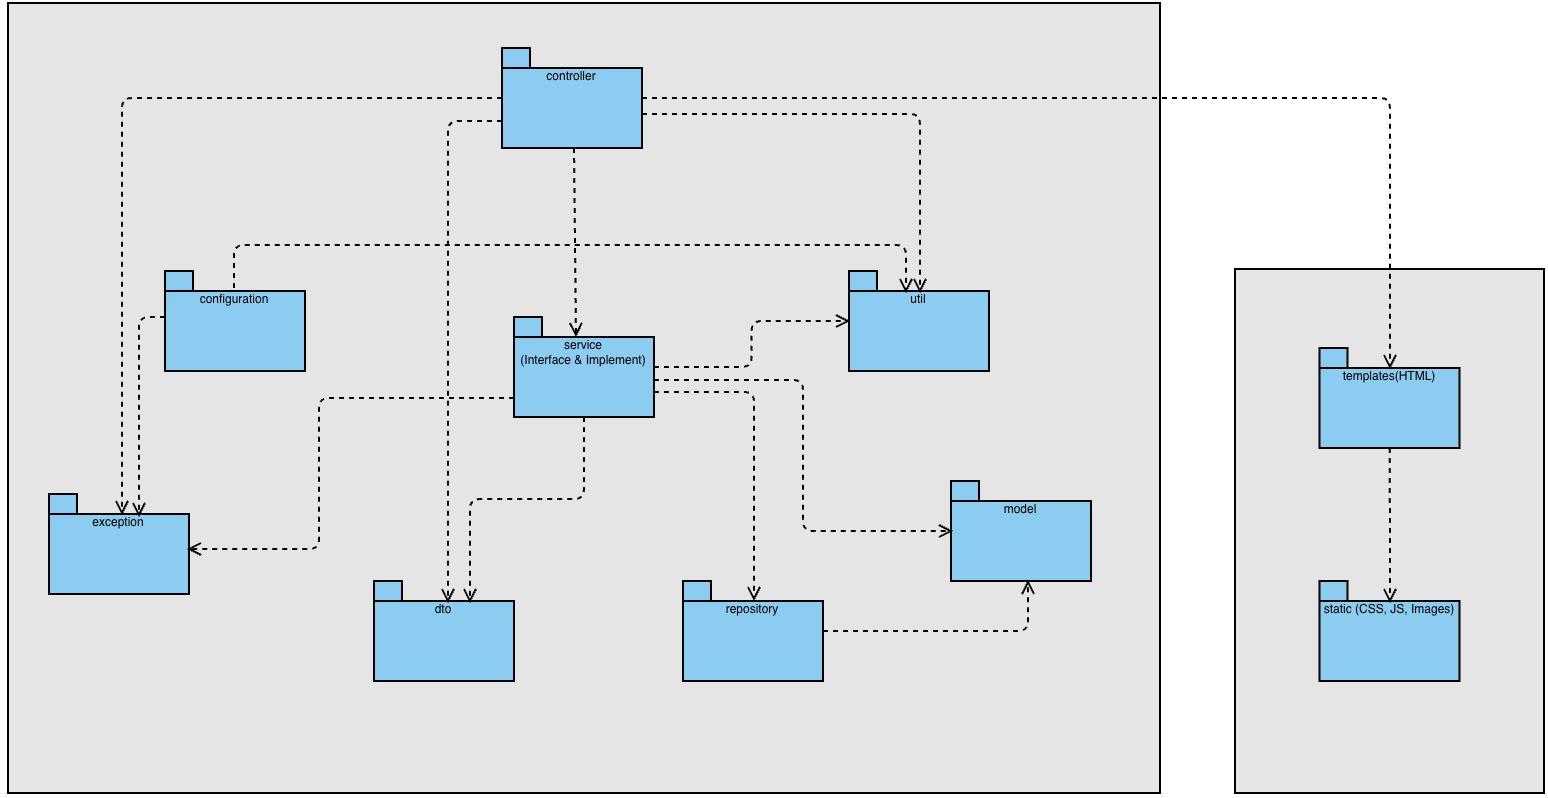 controller
configuration
util
service
(Interface & Implement)
templates(HTML)
exception
model
dto
repository
static (CSS, JS, Images)